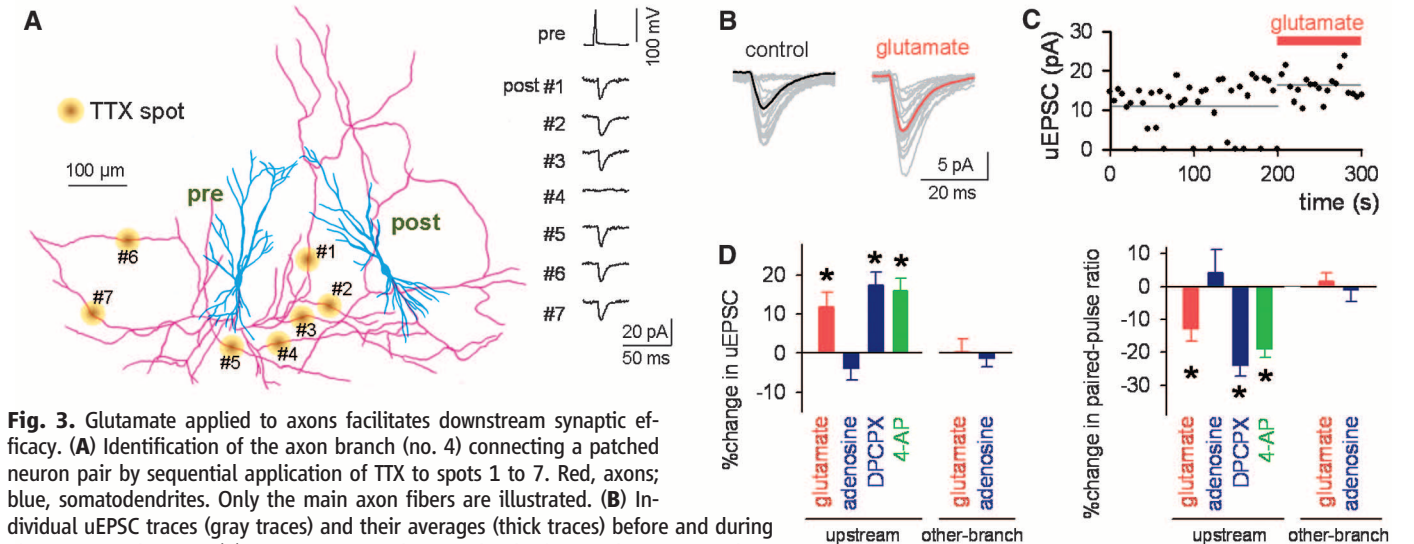 A
pre
100 mV
post #1
#2
#3
#4
#5
#6
#7
20 pA
50 ms
TTX spot
100 μm
pre
post
#1
#2
#3
#4
#5
#6
#7
B
control
glutamate
5 pA
20 ms
C
glutamate
uEPSC (pA)
30
20
10
0
0
100
200
300
time (s)
D
%change in uEPSC
20
10
0
-10
*
*
*
glutamate
adenosine
DPCPX
4-AP
glutamate
adenosine
upstream
other-branch
%change in paired-pulse ratio
10
0
-10
-20
-30
*
*
*
glutamate
adenosine
DPCPX
4-AP
glutamate
adenosine
upstream
other-branch
Fig. 3. Glutamate applied to axons facilitates downstream synaptic ef-
ficacy. (A) Identification of the axon branch (no. 4) connecting a patched
neuron pair by sequential application of TTX to spots 1 to 7. Red, axons;
blue, somatodendrites. Only the main axon fibers are illustrated. (B) In-
dividual uEPSC traces (gray traces) and their averages (thick traces) before and during